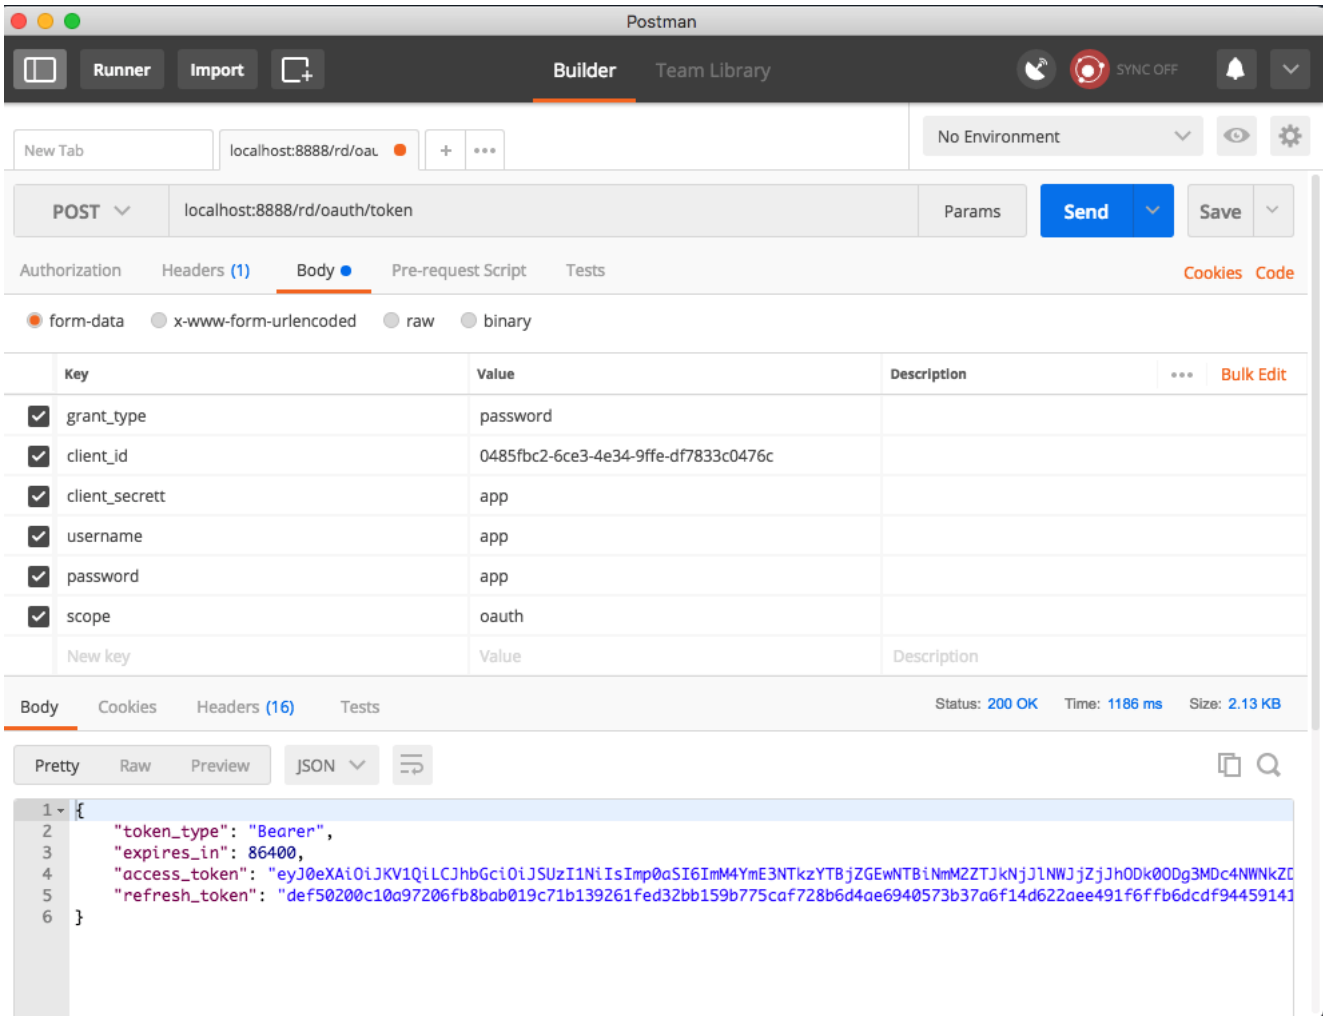 Postman
Runner Import Builder Team Library SYNC OFF
New Tab localhost:8888/rd/oau No Environment
POST localhost:8888/rd/oauth/token Params Send Save
Authorization Headers (1) Body Pre-request Script Tests Cookies Code
form-data x-www-form-urlencoded raw binary
Key Value Description Bulk Edit
grant_type password
client_id 0485fbc2-6ce3-4e34-9ffe-df7833c0476c
client_secrett app
username app
password app
scope oauth
New key Value Description
Body Cookies Headers (16) Tests Status: 200 OK Time: 1186 ms Size: 2.13 KB
Pretty Raw Preview JSON
1 {
2 "token_type": "Bearer",
3 "expires_in": 86400,
4 "access_token": "eyJ0eXAiOiJKV1QiLCJhbGciOiJSUzI1NiIsImp0aSI6ImM4YmE3NTkzYTBjZGEwNTBiNmM2ZTJkNjJlNWJjZjJhODk0ODg3MDc4NWNkZD
5 "refresh_token": "def50200c10a97206fb8bab019c71b139261fed32bb159b775caf728b6d4ae6940573b37a6f14d622aee491f6ffb6dcdf94459141
6 }